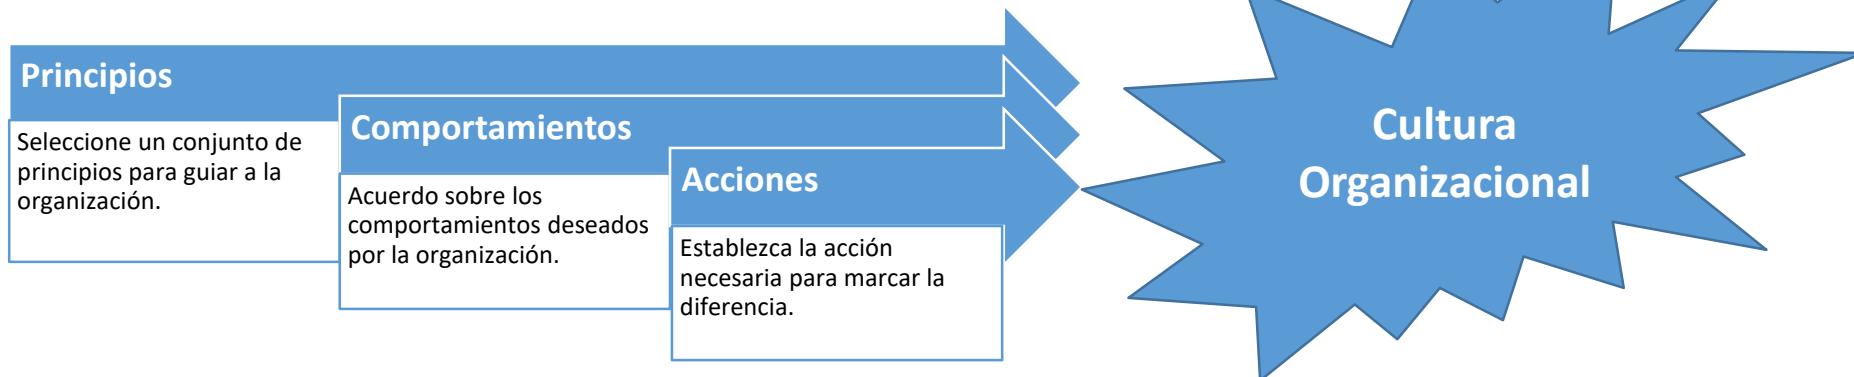 Principios
Seleccione un conjunto de
principios para guiar a la
organización.
Comportamientos
Acuerdo sobre los
comportamientos deseados
por la organización.
Acciones
Establezca la acción
necesaria para marcar la
diferencia.
Cultura
Organizacional